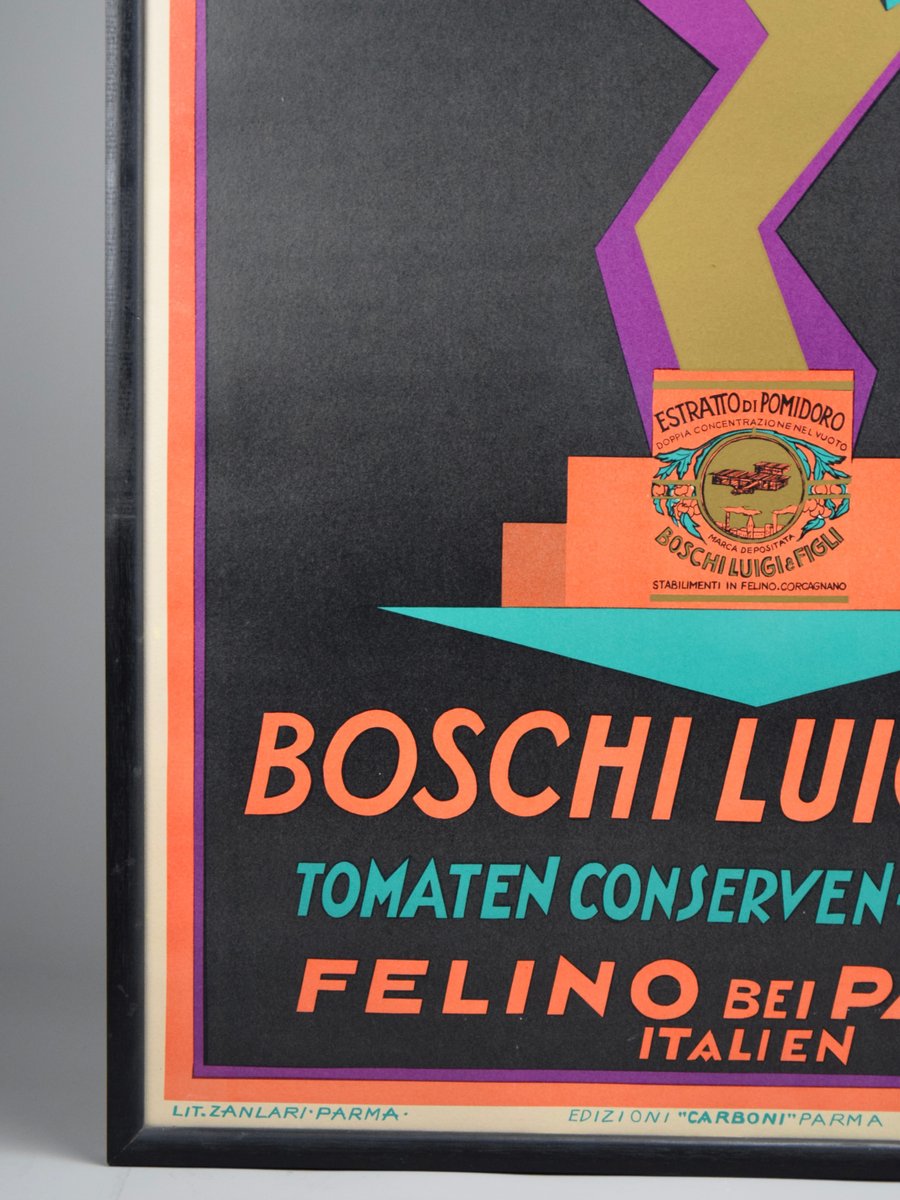 ESTRATTO DI POMIDORO
DOPPIA CONCENTRAZIONE NEL VUOTO
MARCA DEPOSITATA
BOSCHI LUIGI & FIGLI
STABILIMENTI IN FELINO-CORCAGNANO
BOSCHI LUIG
TOMATEN CONSERVEN-
FELINO BEI PA
ITALIEN
LIT. ZANLARI·PARMA·
EDIZIONI "CARBONI" PARMA